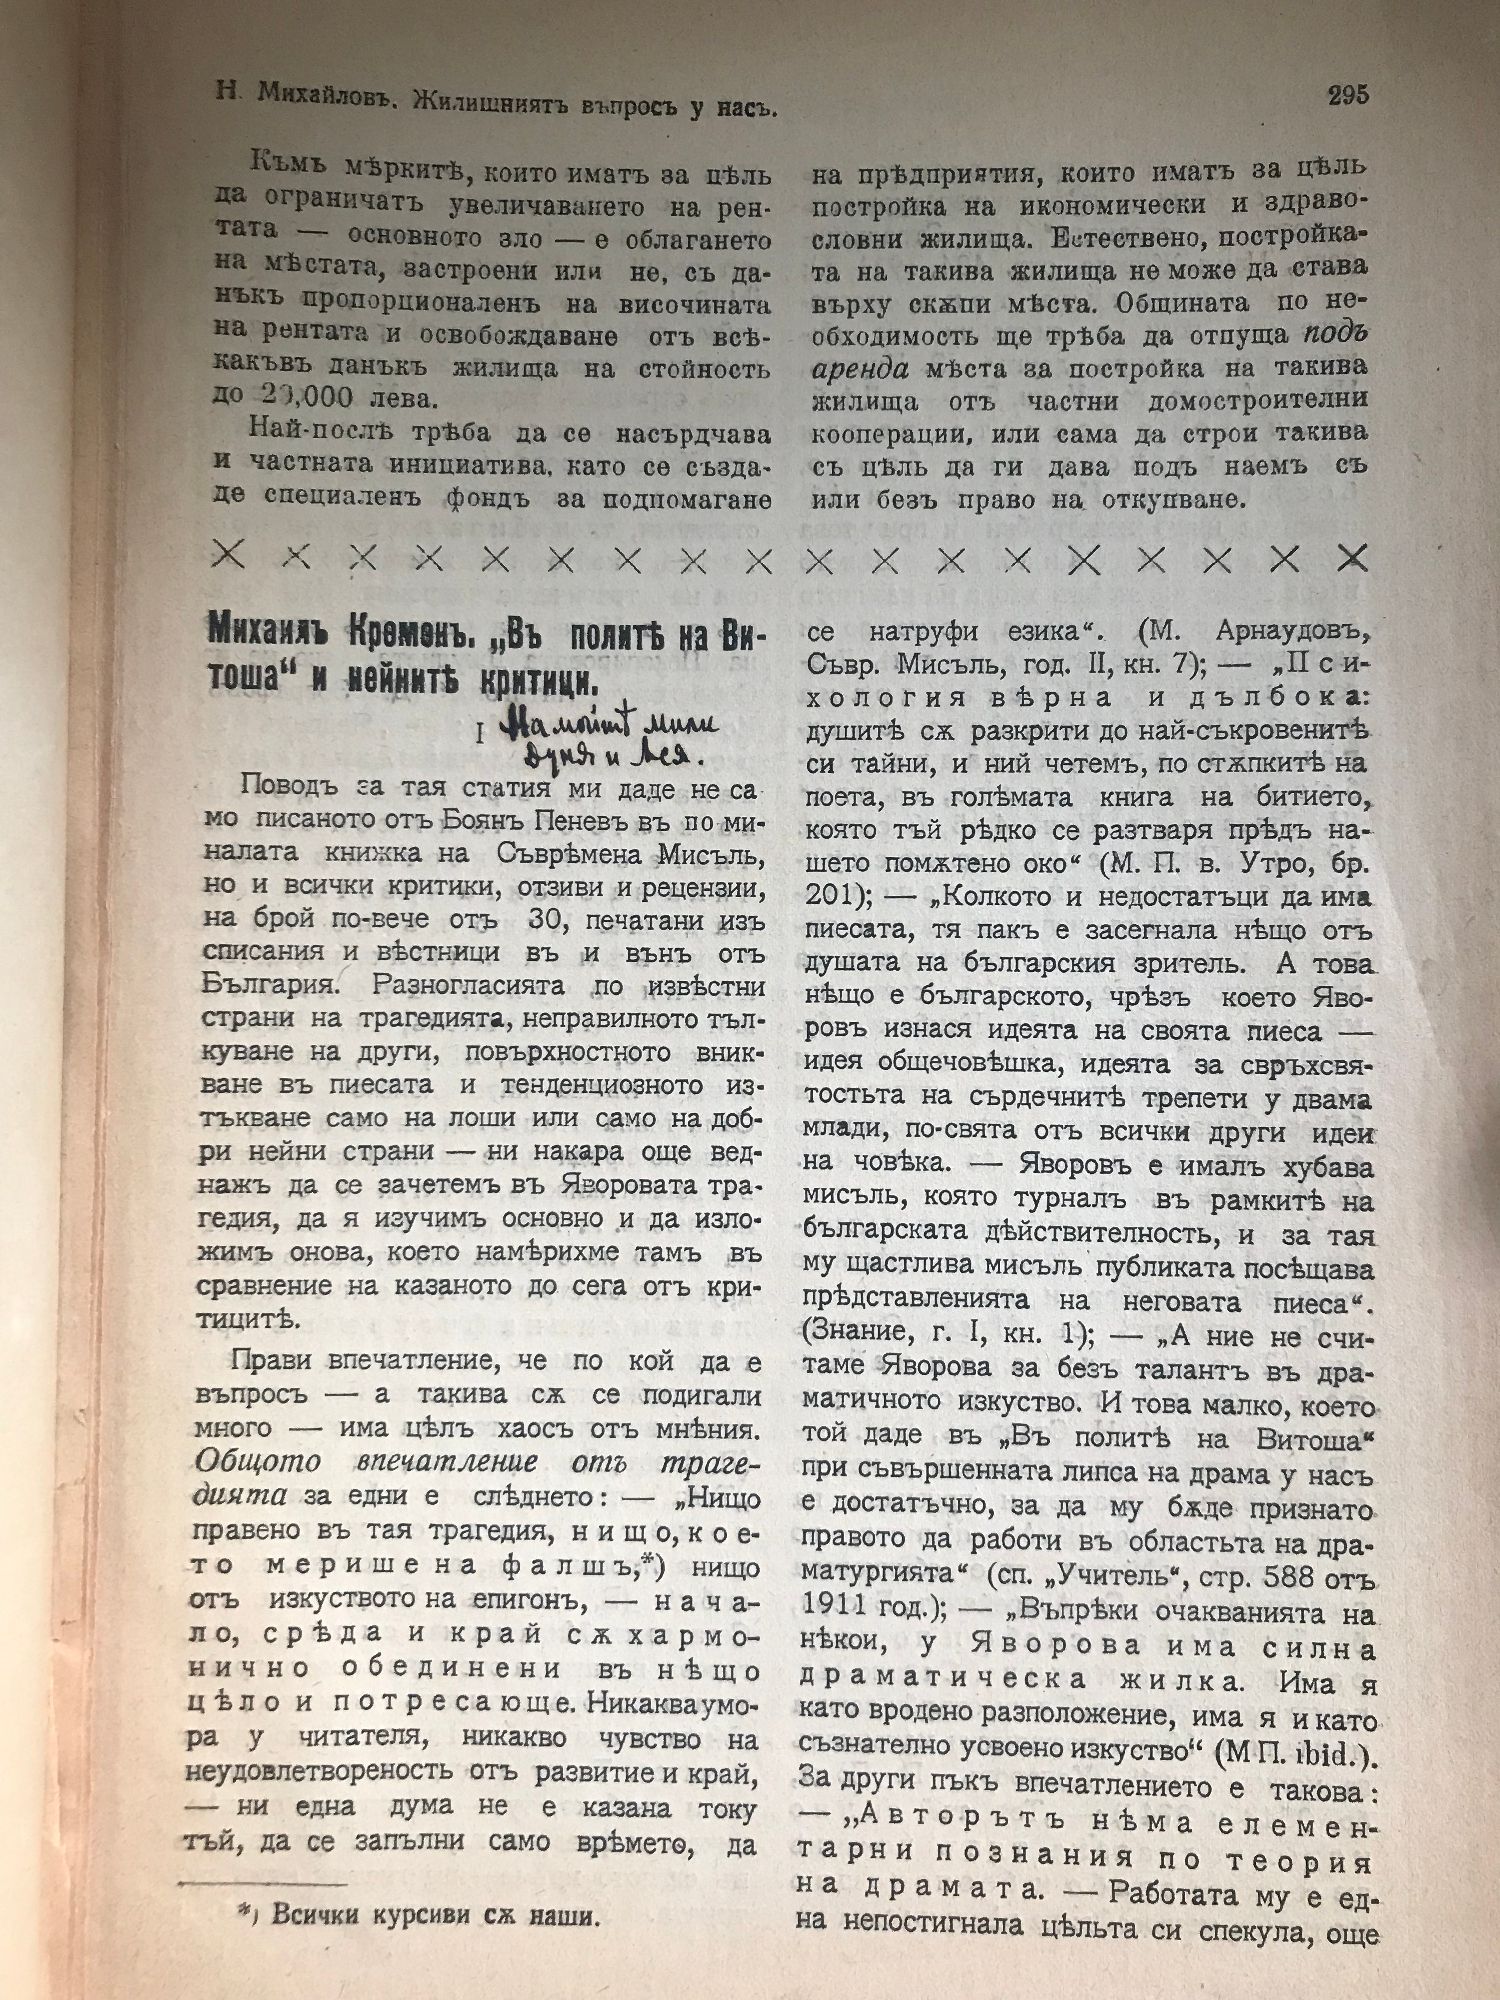 Н. Михайловъ. Жилишниятъ въпросъ у насъ.
295
Къмъ мѣркитѣ, които иматъ за цѣль
да ограничатъ увеличаването на рен-
тата — основното зло — е облагането
на мѣстата, застроени или не, съ да-
нъкъ пропорционаленъ на височината
на рентата и освобождаване отъ всѣ-
какъвъ данъкъ жилища на стойность
до 20,000 лева.
Най-послѣ трѣба да се насърдчава
и частната инициатива, като се създа-
де специаленъ фондъ за подпомагане
на прѣдприятия, които иматъ за цѣль
постройка на икономически и здраво-
словни жилища. Естествено, постройка-
та на такива жилища не може да става
върху скѫпи мѣста. Общината по не-
обходимость ще трѣба да отпуща подъ
аренда мѣста за постройка на такива
жилища отъ частни домостроителни
кооперации, или сама да строи такива
съ цѣль да ги дава подъ наемъ съ
или безъ право на откупване.
Михаилъ Кременъ. „Въ политѣ на Ви-
тоша“ и нейнитѣ критици.
I На моитѣ мили
Дуня и Ася.
Поводъ за тая статия ми даде не са
мо писаното отъ Боянъ Пеневъ въ по ми-
налата книжка на Съврѣмена Мисъль,
но и всички критики, отзиви и рецензии,
на брой по-вече отъ 30, печатани изъ
списания и вѣстници въ и вънъ отъ
България. Разногласията по извѣстни
страни на трагедията, неправилното тъл-
куване на други, повърхностното вник-
ване въ пиесата и тенденциозното из-
тъкване само на лоши или само на доб-
ри нейни страни — ни накара още вед-
нажъ да се зачетемъ въ Яворовата тра-
гедия, да я изучимъ основно и да изло-
жимъ онова, което намѣрихме тамъ въ
сравнение на казаното до сега отъ кри-
тицитѣ.
Прави впечатление, че по кой да е
въпросъ — а такива сѫ се подигали
много — има цѣлъ хаосъ отъ мнѣния.
Общото впечатление отъ траге-
дията за едни е слѣднето: — „Нищо
правено въ тая трагедия, нищо, кое-
то мерише на фалшъ,*) нищо
отъ изкуството на епигонъ, — нача-
ло, срѣда и край сѫ хармо-
нично обединени въ нѣщо
цѣло и потресающе. Никаква умо-
ра у читателя, никакво чувство на
неудовлетвореность отъ развитие и край,
— ни една дума не е казана току
тъй, да се запълни само врѣмето, да
*) Всички курсиви сѫ наши.
се натруфи езика“. (М. Арнаудовъ,
Съвр. Мисъль, год. II, кн. 7); — „Пси-
хология вѣрна и дълбока:
душитѣ сѫ разкрити до най-съкровенитѣ
си тайни, и ний четемъ, по стѫпкитѣ на
поета, въ голѣмата книга на битието,
която тъй рѣдко се разтваря прѣдъ на-
шето помѫтено око“ (М. П. в. Утро, бр.
201); — „Колкото и недостатъци да има
пиесата, тя пакъ е засегнала нѣщо отъ
душата на българския зритель. А това
нѣщо е българското, чрѣзъ което Яво-
ровъ изнася идеята на своята пиеса —
идея общечовѣшка, идеята за свръхсвя-
тостьта на сърдечнитѣ трепети у двама
млади, по-свята отъ всички други идеи
на човѣка. — Яворовъ е ималъ хубава
мисъль, която турналъ въ рамкитѣ на
българската дѣйствителность, и за тая
му щастлива мисъль публиката посѣщава
прѣдставленията на неговата пиеса“.
(Знание, г. I, кн. 1); — „А ние не счи-
таме Яворова за безъ талантъ въ дра-
матичното изкуство. И това малко, което
той даде въ „Въ политѣ на Витоша“
при съвършенната липса на драма у насъ
е достатъчно, за да му бѫде признато
правото да работи въ областьта на дра-
матургията“ (сп. „Учитель“, стр. 588 отъ
1911 год.); — „Въпрѣки очакванията на
нѣкои, у Яворова има силна
драматическа жилка. Има я
като вродено разположение, има я и като
съзнателно усвоено изкуство“ (М П. ibid.).
За други пъкъ впечатлението е такова:
— „Авторътъ нѣма елемен-
тарни познания по теория
на драмата. — Работата му е ед-
на непостигнала цѣльта си спекула, още